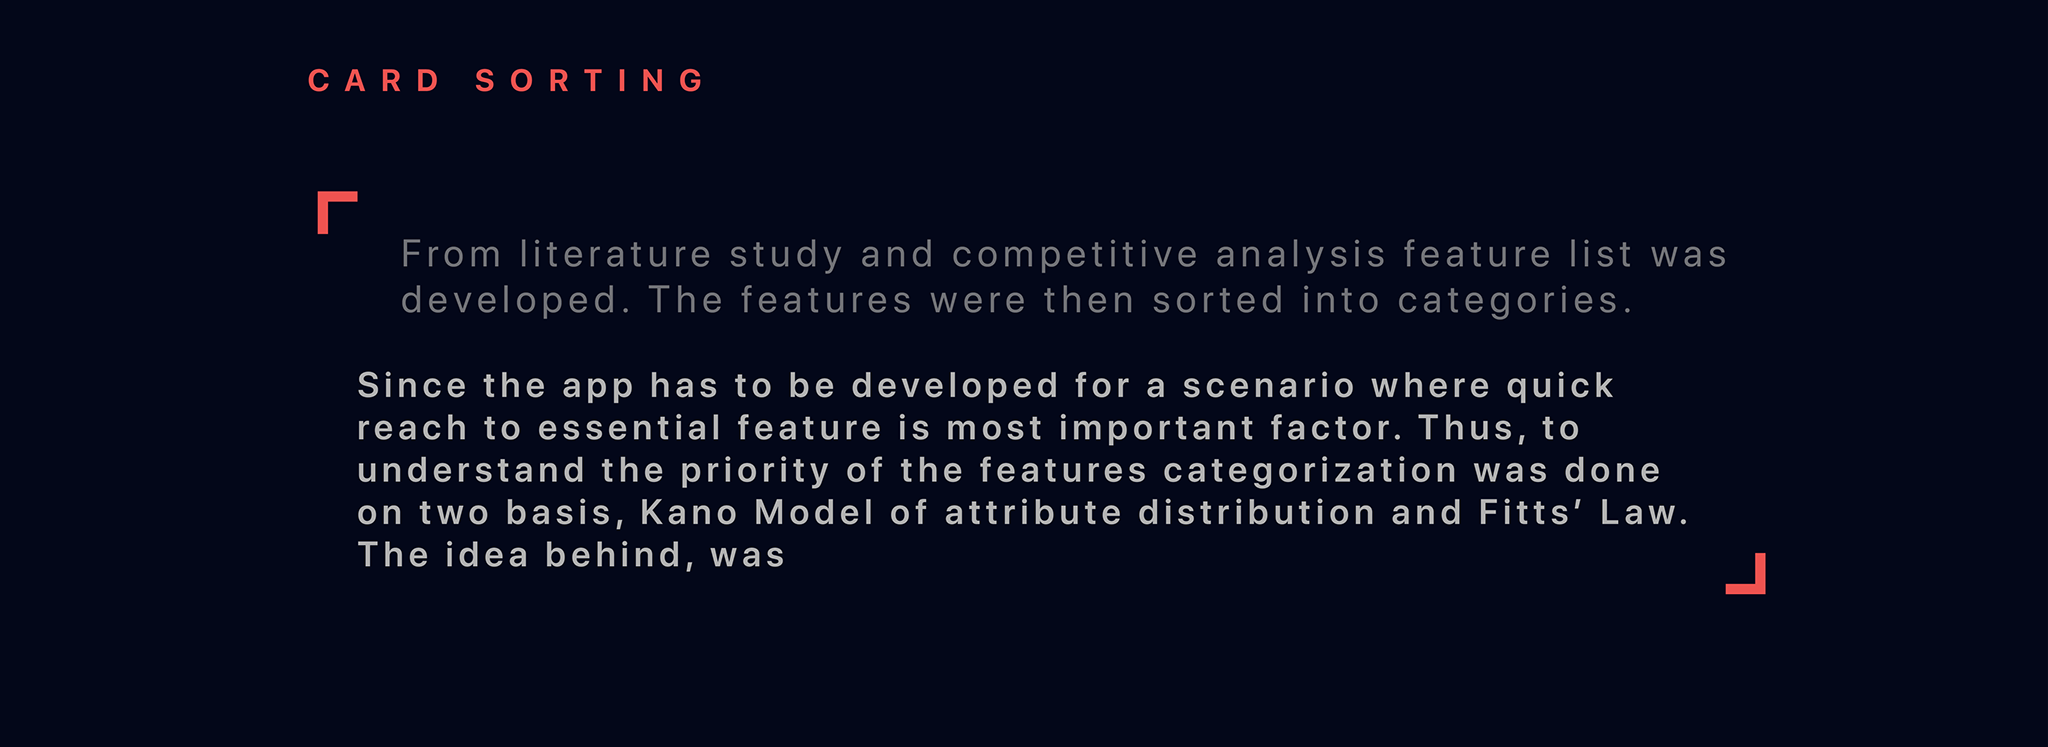 CARD SORTING
From literature study and competitive analysis feature list was
developed. The features were then sorted into categories.
Since the app has to be developed for a scenario where quick
reach to essential feature is most important factor. Thus, to
understand the priority of the features categorization was done
on two basis, Kano Model of attribute distribution and Fitts’ Law.
The idea behind, was